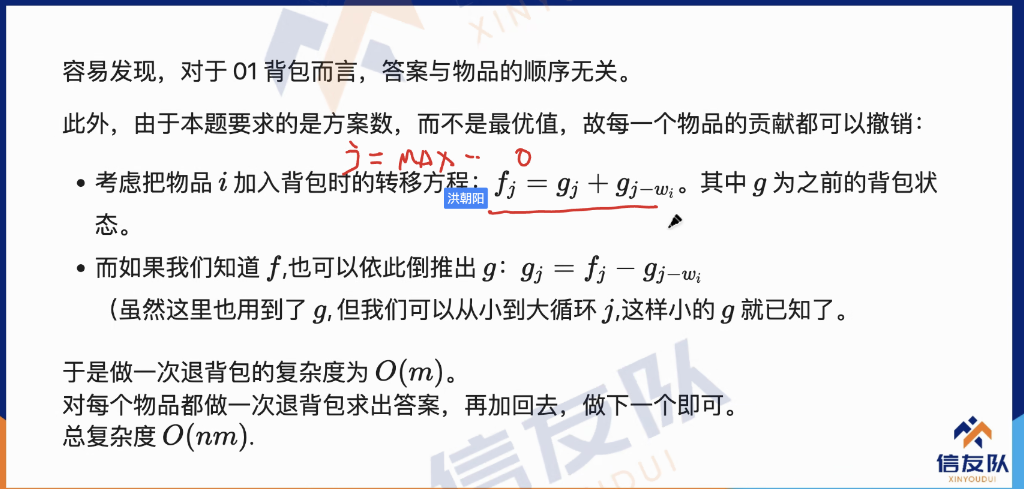 XINYOUDUI
容易发现，对于 01 背包而言，答案与物品的顺序无关。
此外，由于本题要求的是方案数，而不是最优值，故每一个物品的贡献都可以撤销：
j = MAX ... 0
• 考虑把物品 i 加入背包时的转移方程：f_j = g_j + g_{j−w_i}。其中 g 为之前的背包状
洪朝阳
态。
• 而如果我们知道 f,也可以依此倒推出 g：g_j = f_j − g_{j−w_i}
（虽然这里也用到了 g, 但我们可以从小到大循环 j,这样小的 g 就已知了。
于是做一次退背包的复杂度为 O(m)。
对每个物品都做一次退背包求出答案，再加回去，做下一个即可。
总复杂度 O(nm).
信友队
XINYOUDUI
信友队
XINYOUDUI